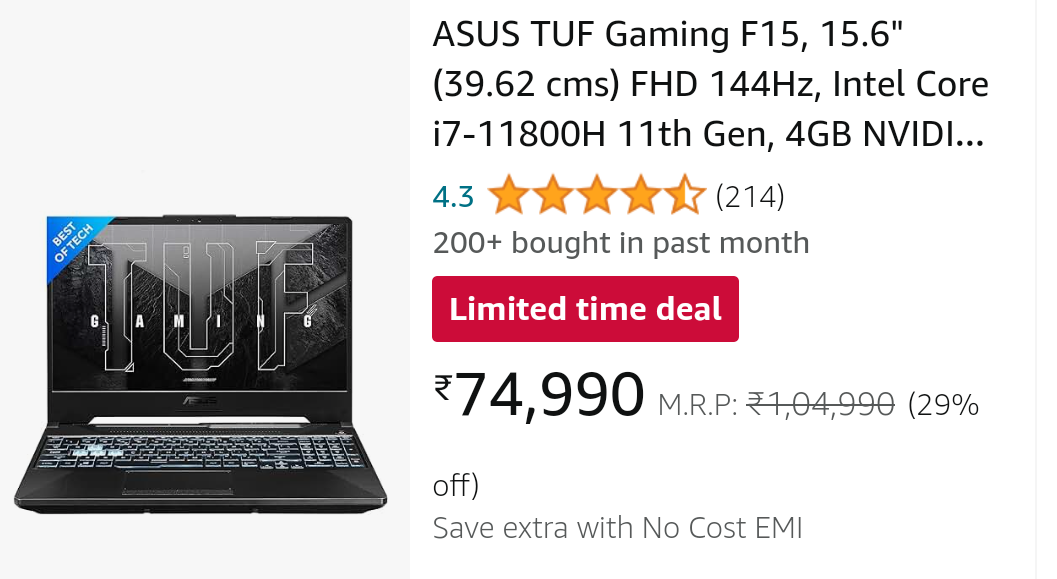 ASUS TUF Gaming F15, 15.6"
(39.62 cms) FHD 144Hz, Intel Core
i7-11800H 11th Gen, 4GB NVIDI...
4.3 (214)
200+ bought in past month
Limited time deal
₹74,990 M.R.P: ₹1,04,990 (29%
off)
Save extra with No Cost EMI
BEST
OF TECH
TUF
GAMING
ASUS